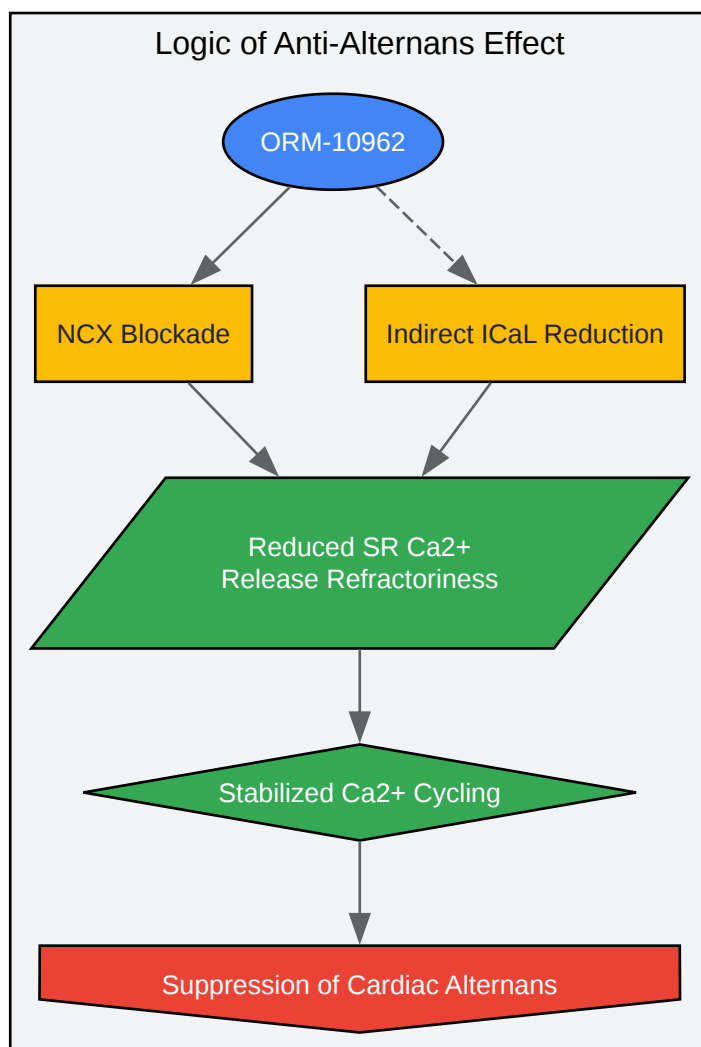 Logic of Anti-Alternans Effect
ORM-10962
NCX Blockade
Indirect ICaL Reduction
Reduced SR Ca2+
Release Refractoriness
Stabilized Ca2+ Cycling
Suppression of Cardiac Alternans